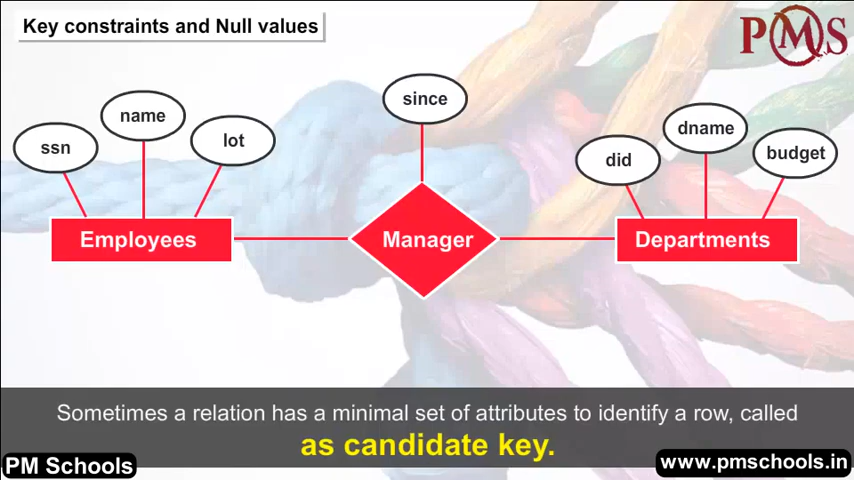 Key constraints and Null values
PMS
since
name
ssn
lot
dname
did
budget
Employees
Manager
Departments
Sometimes a relation has a minimal set of attributes to identify a row, called
as candidate key.
PM Schools
www.pmschools.in